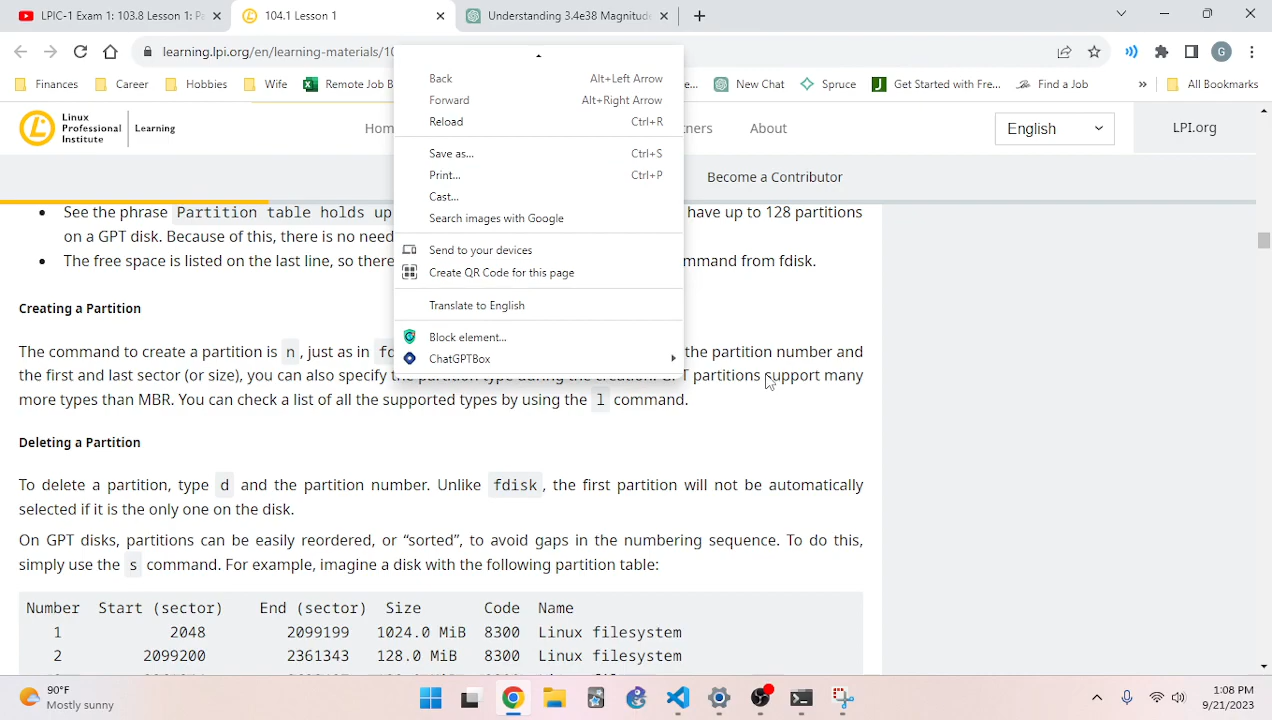 LPIC-1 Exam 1: 103.8 Lesson 1: Pa
104.1 Lesson 1
Understanding 3.4e38 Magnitude
learning.lpi.org/en/learning-materials/10
G
Finances
Career
Hobbies
Wife
Remote Job B
e...
New Chat
Spruce
Get Started with Fre...
Find a Job
»
All Bookmarks
Linux
Professional
Institute
Learning
Hom
ners
About
English
LPI.org
Become a Contributor
Back Alt+Left Arrow
Forward Alt+Right Arrow
Reload Ctrl+R
Save as... Ctrl+S
Print... Ctrl+P
Cast...
Search images with Google
Send to your devices
Create QR Code for this page
Translate to English
Block element...
ChatGPTBox
• See the phrase Partition table holds up have up to 128 partitions
on a GPT disk. Because of this, there is no need
• The free space is listed on the last line, so there command from fdisk.
Creating a Partition
The command to create a partition is n, just as in fd the partition number and
the first and last sector (or size), you can also specify the partition type during the creation. GPT partitions support many
more types than MBR. You can check a list of all the supported types by using the l command.
Deleting a Partition
To delete a partition, type d and the partition number. Unlike fdisk, the first partition will not be automatically
selected if it is the only one on the disk.
On GPT disks, partitions can be easily reordered, or “sorted”, to avoid gaps in the numbering sequence. To do this,
simply use the s command. For example, imagine a disk with the following partition table:
Number Start (sector) End (sector) Size Code Name
1 2048 2099199 1024.0 MiB 8300 Linux filesystem
2 2099200 2361343 128.0 MiB 8300 Linux filesystem
90°F
Mostly sunny
1:08 PM
9/21/2023